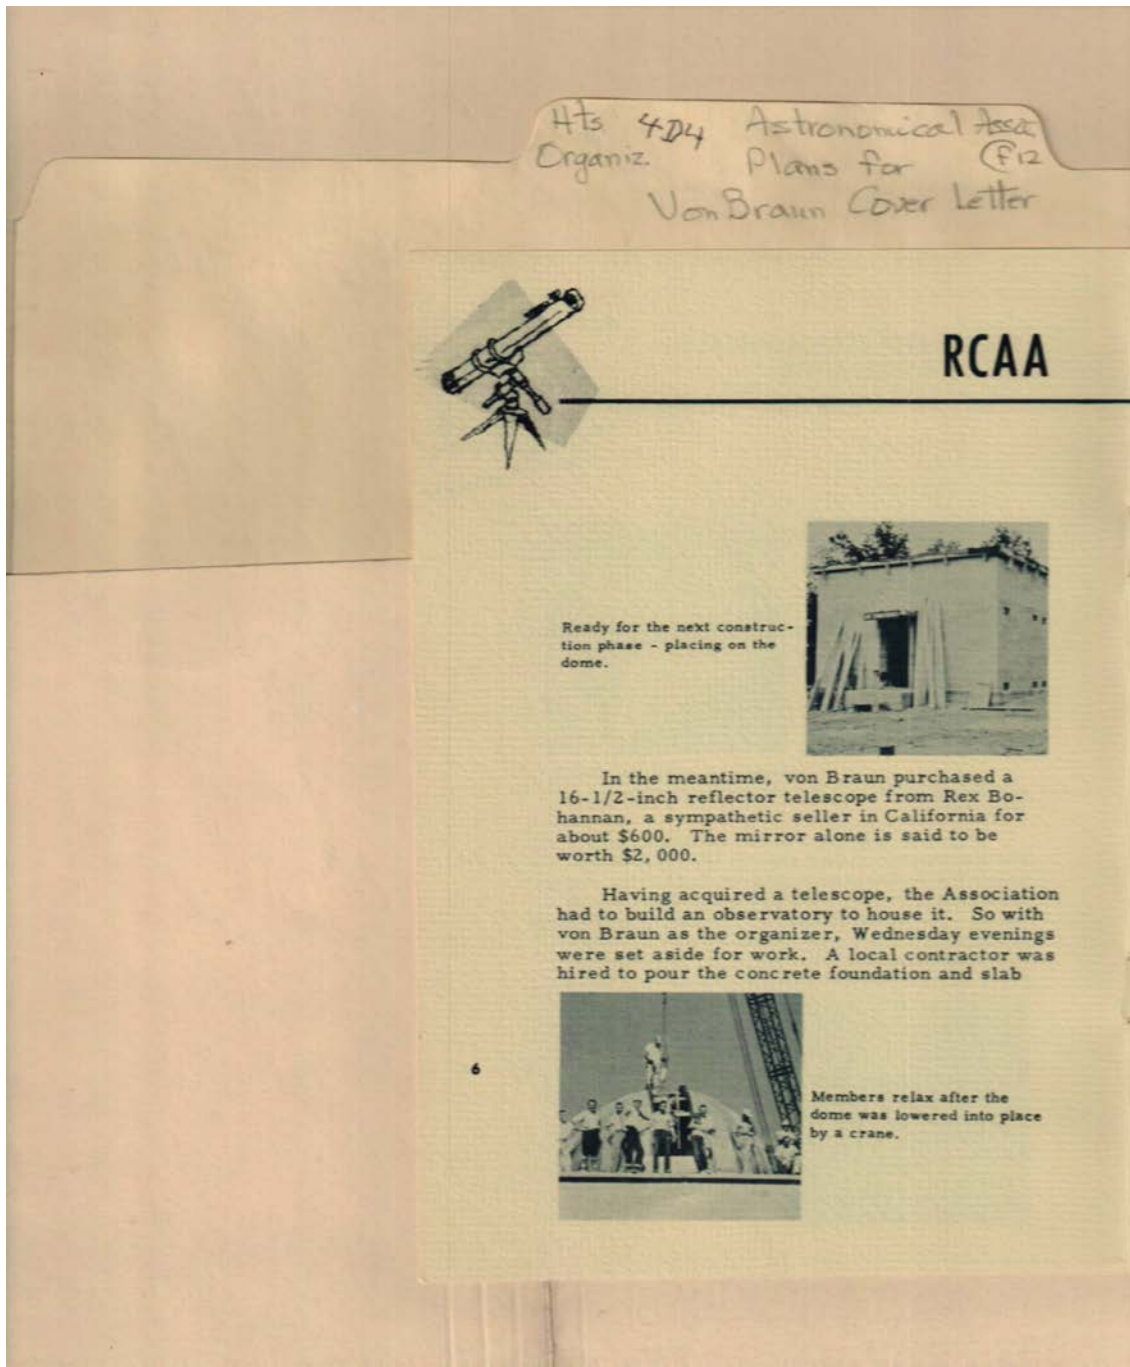 Hts 4D4 Astronomical Assoc
Organiz. Plans for F12
Von Braun Cover Letter
RCAA
Ready for the next construc-
tion phase - placing on the
dome.
In the meantime, von Braun purchased a
16-1/2-inch reflector telescope from Rex Bo-
hannan, a sympathetic seller in California for
about $600. The mirror alone is said to be
worth $2, 000.
Having acquired a telescope, the Association
had to build an observatory to house it. So with
von Braun as the organizer, Wednesday evenings
were set aside for work. A local contractor was
hired to pour the concrete foundation and slab
6
Members relax after the
dome was lowered into place
by a crane.